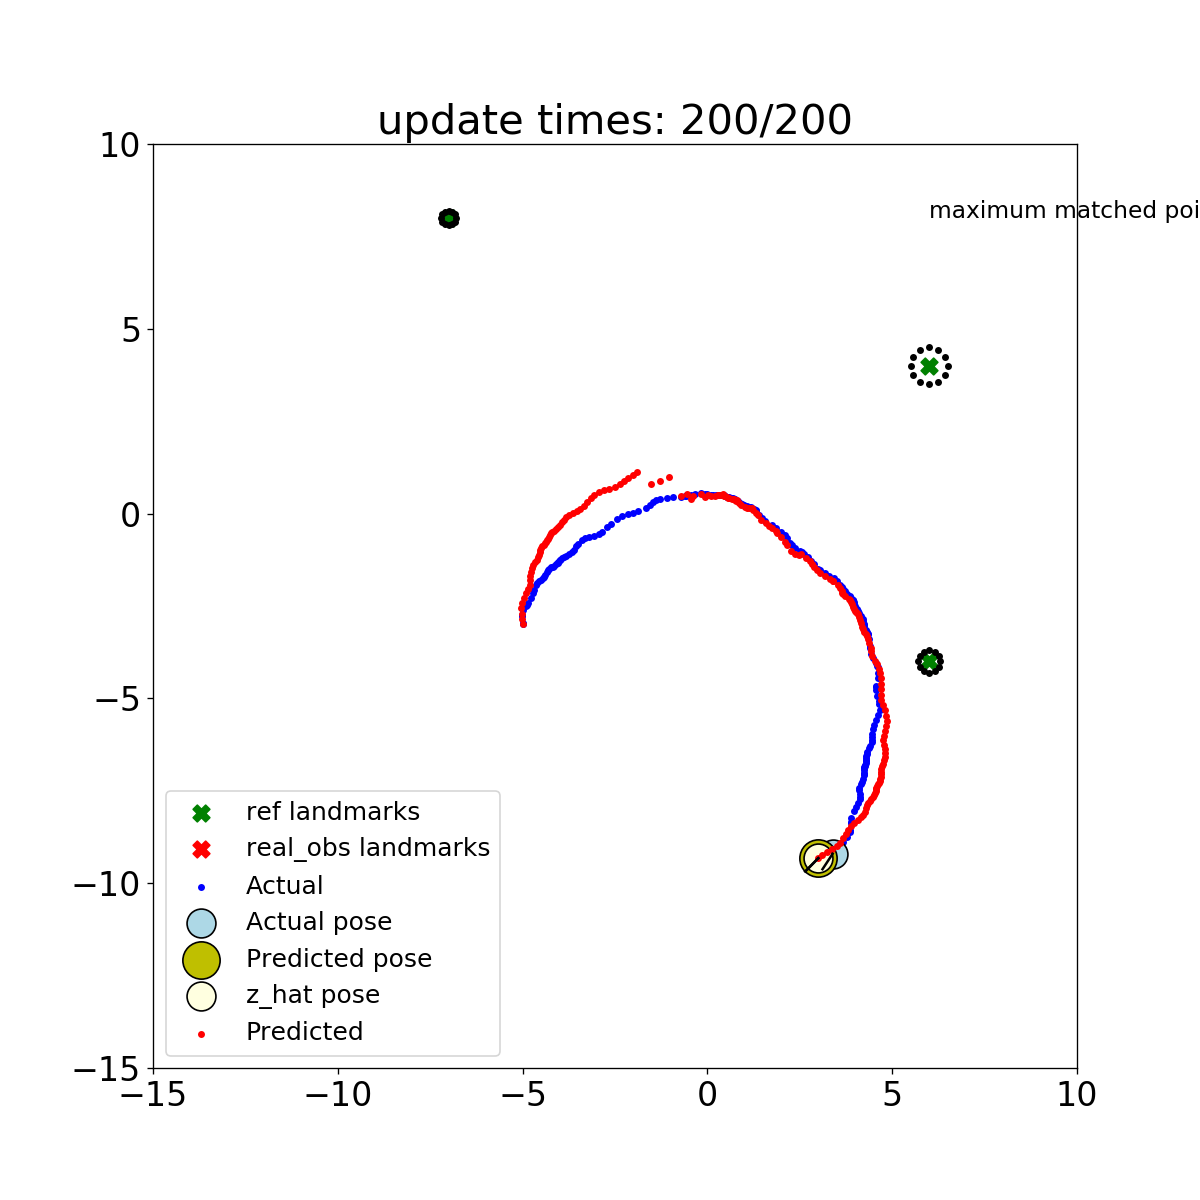 update times: 200/200
10
maximum matched poi
5
0
−5
−10
−15
ref landmarks
real_obs landmarks
Actual
Actual pose
Predicted pose
z_hat pose
Predicted
−15
−10
−5
0
5
10